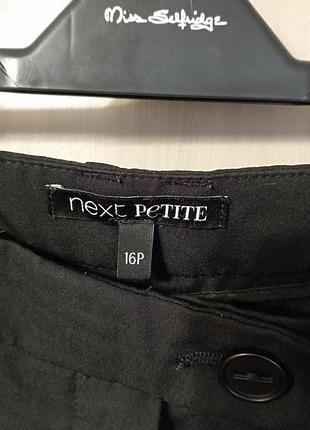 Miss Selfridge
next PETITE
16P